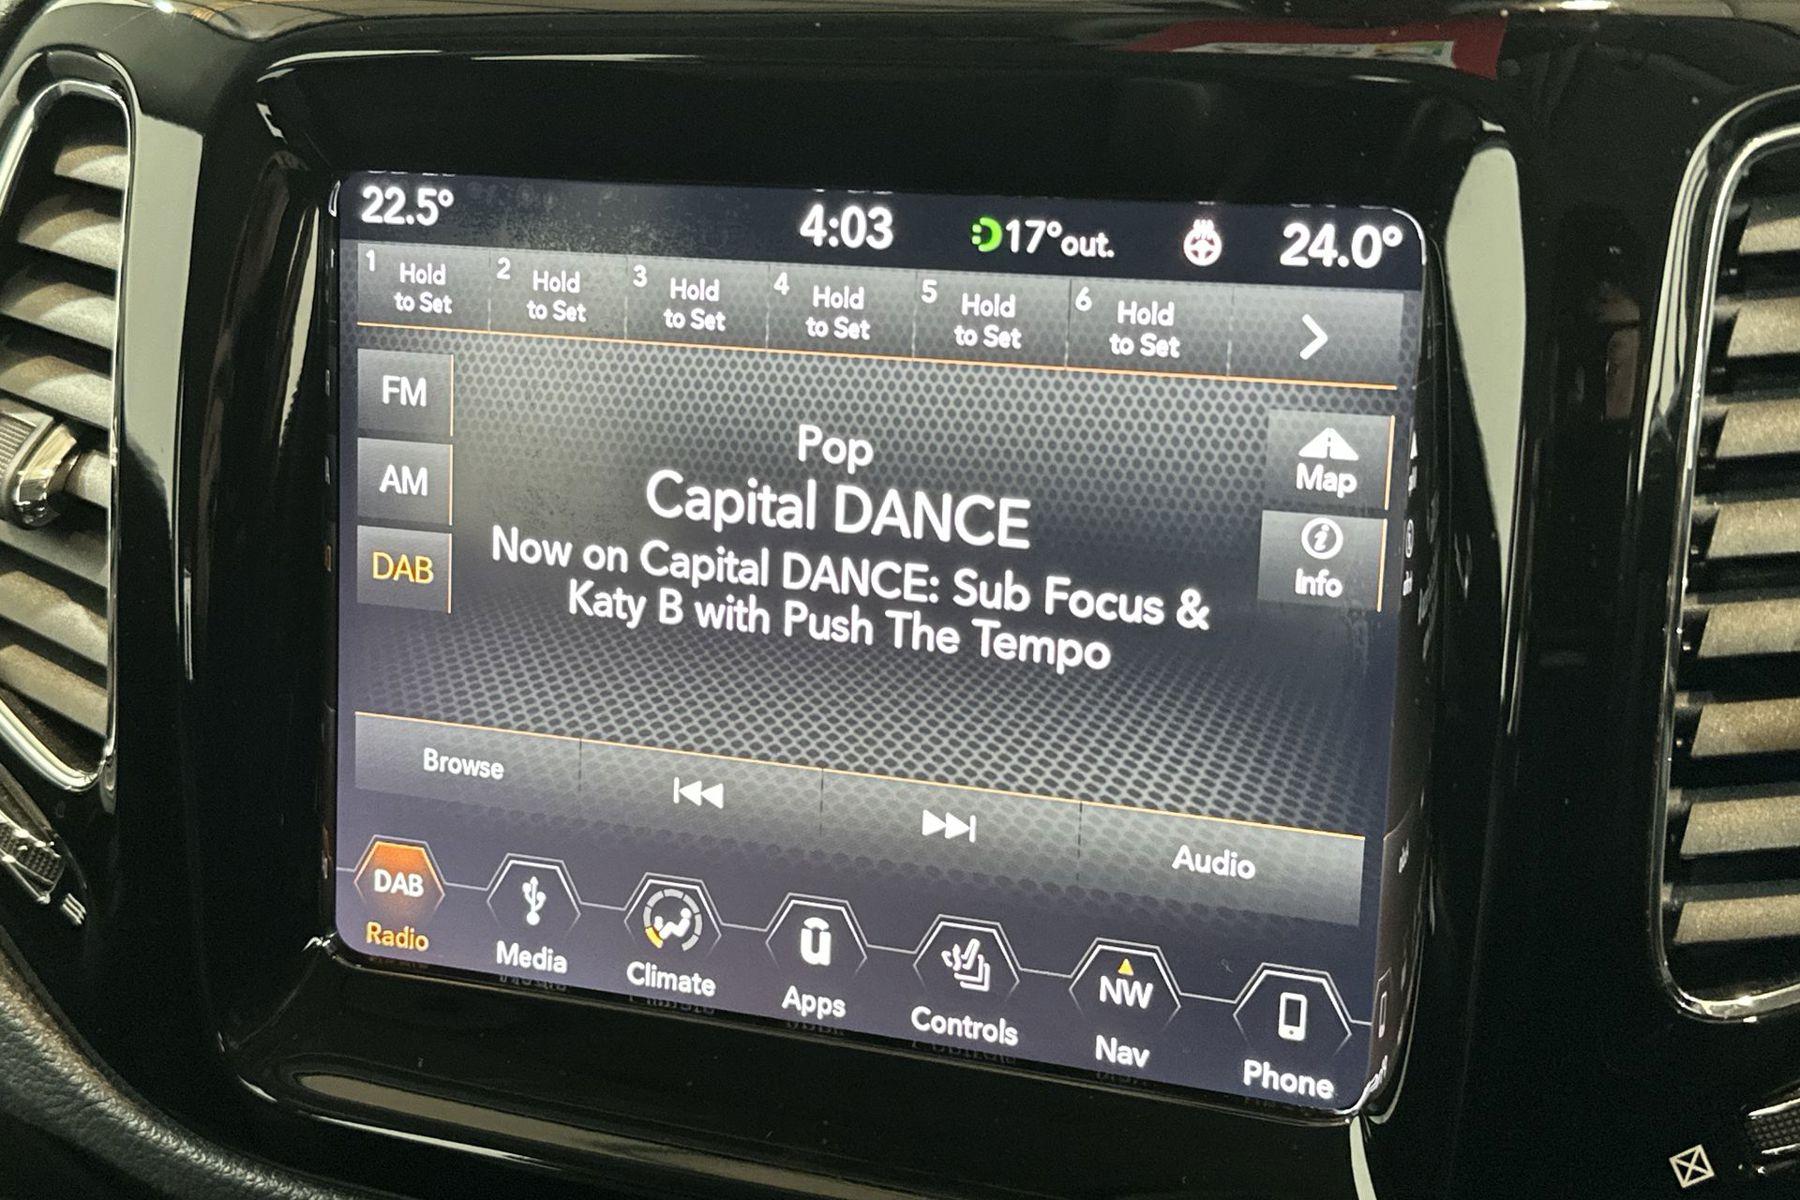 22.5° 4:03 17°out. 24.0°
1 Hold to Set
2 Hold to Set
3 Hold to Set
4 Hold to Set
5 Hold to Set
6 Hold to Set
FM
AM
DAB
Pop
Capital DANCE
Now on Capital DANCE: Sub Focus &
Katy B with Push The Tempo
Map
Info
Browse
Audio
DAB
Radio
Media
Climate
ū
Apps
Controls
NW
Nav
Phone